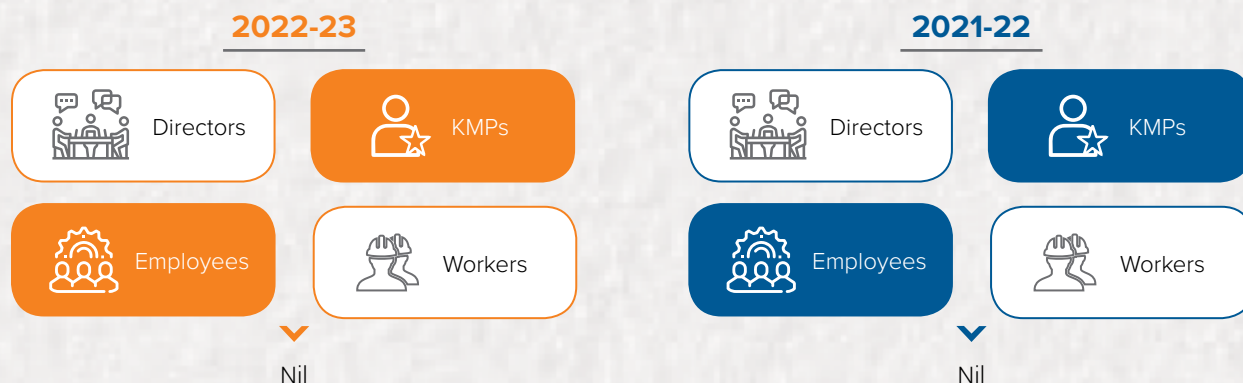 2022-23
Directors
KMPs
Employees
Workers
Nil
2021-22
Directors
KMPs
Employees
Workers
Nil